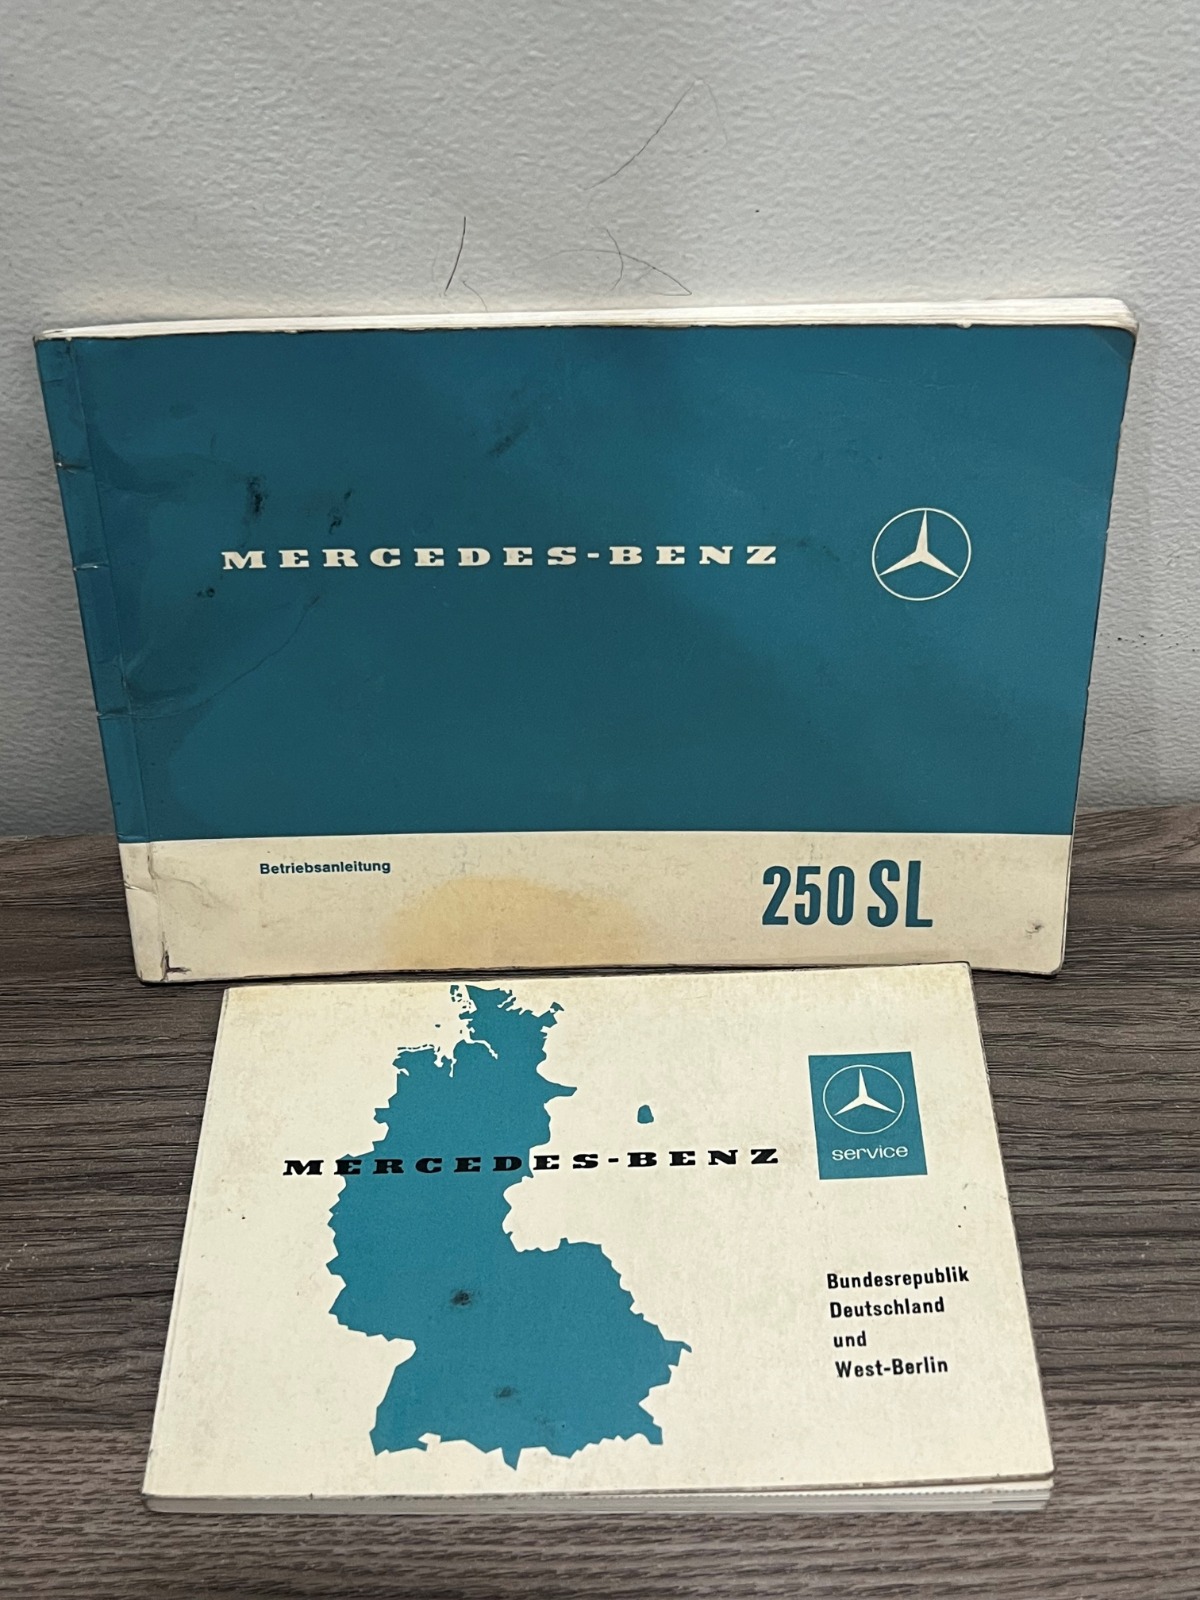 MERCEDES-BENZ
Betriebsanleitung
250 SL
MERCEDES-BENZ
service
Bundesrepublik
Deutschland
und
West-Berlin